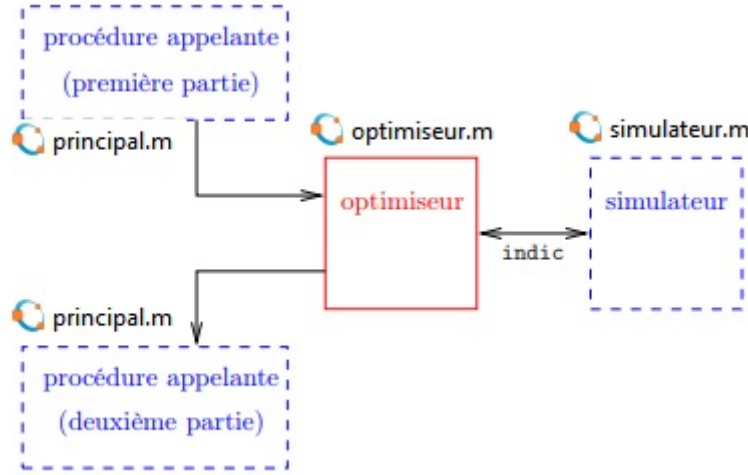 procédure appelante
(première partie)
principal.m
optimiseur.m
simulateur.m
optimiseur
simulateur
indic
principal.m
procédure appelante
(deuxième partie)